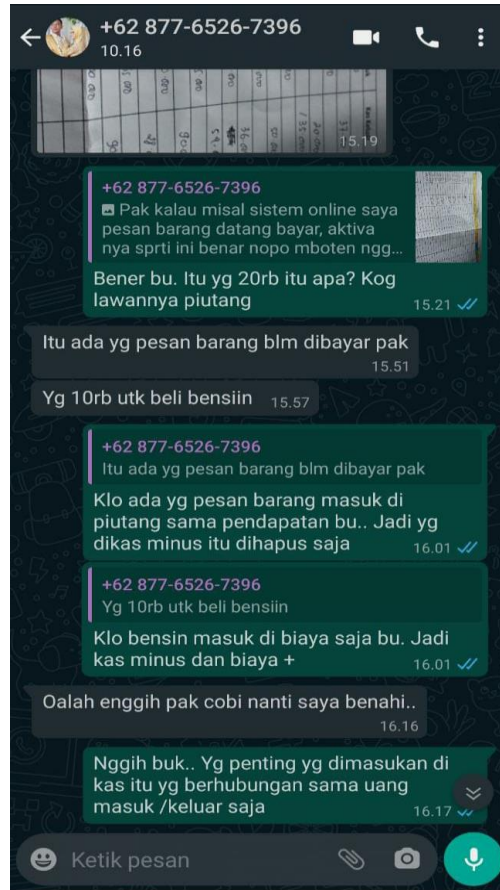 +62 877-6526-7396
10.16
15.19
+62 877-6526-7396
Pak kalau misal sistem online saya
pesan barang datang bayar, aktiva
nya sprti ini benar nopo mboten ngg...
Bener bu. Itu yg 20rb itu apa? Kog
lawannya piutang
15.21
Itu ada yg pesan barang blm dibayar pak
15.51
Yg 10rb utk beli bensiin
15.57
+62 877-6526-7396
Itu ada yg pesan barang blm dibayar pak
Klo ada yg pesan barang masuk di
piutang sama pendapatan bu.. Jadi yg
dikas minus itu dihapus saja
16.01
+62 877-6526-7396
Yg 10rb utk beli bensiin
Klo bensin masuk di biaya saja bu. Jadi
kas minus dan biaya +
16.01
Oalah enggih pak cobi nanti saya benahi..
16.16
Nggih buk.. Yg penting yg dimasukan di
kas itu yg berhubungan sama uang
masuk /keluar saja
16.17
Ketik pesan